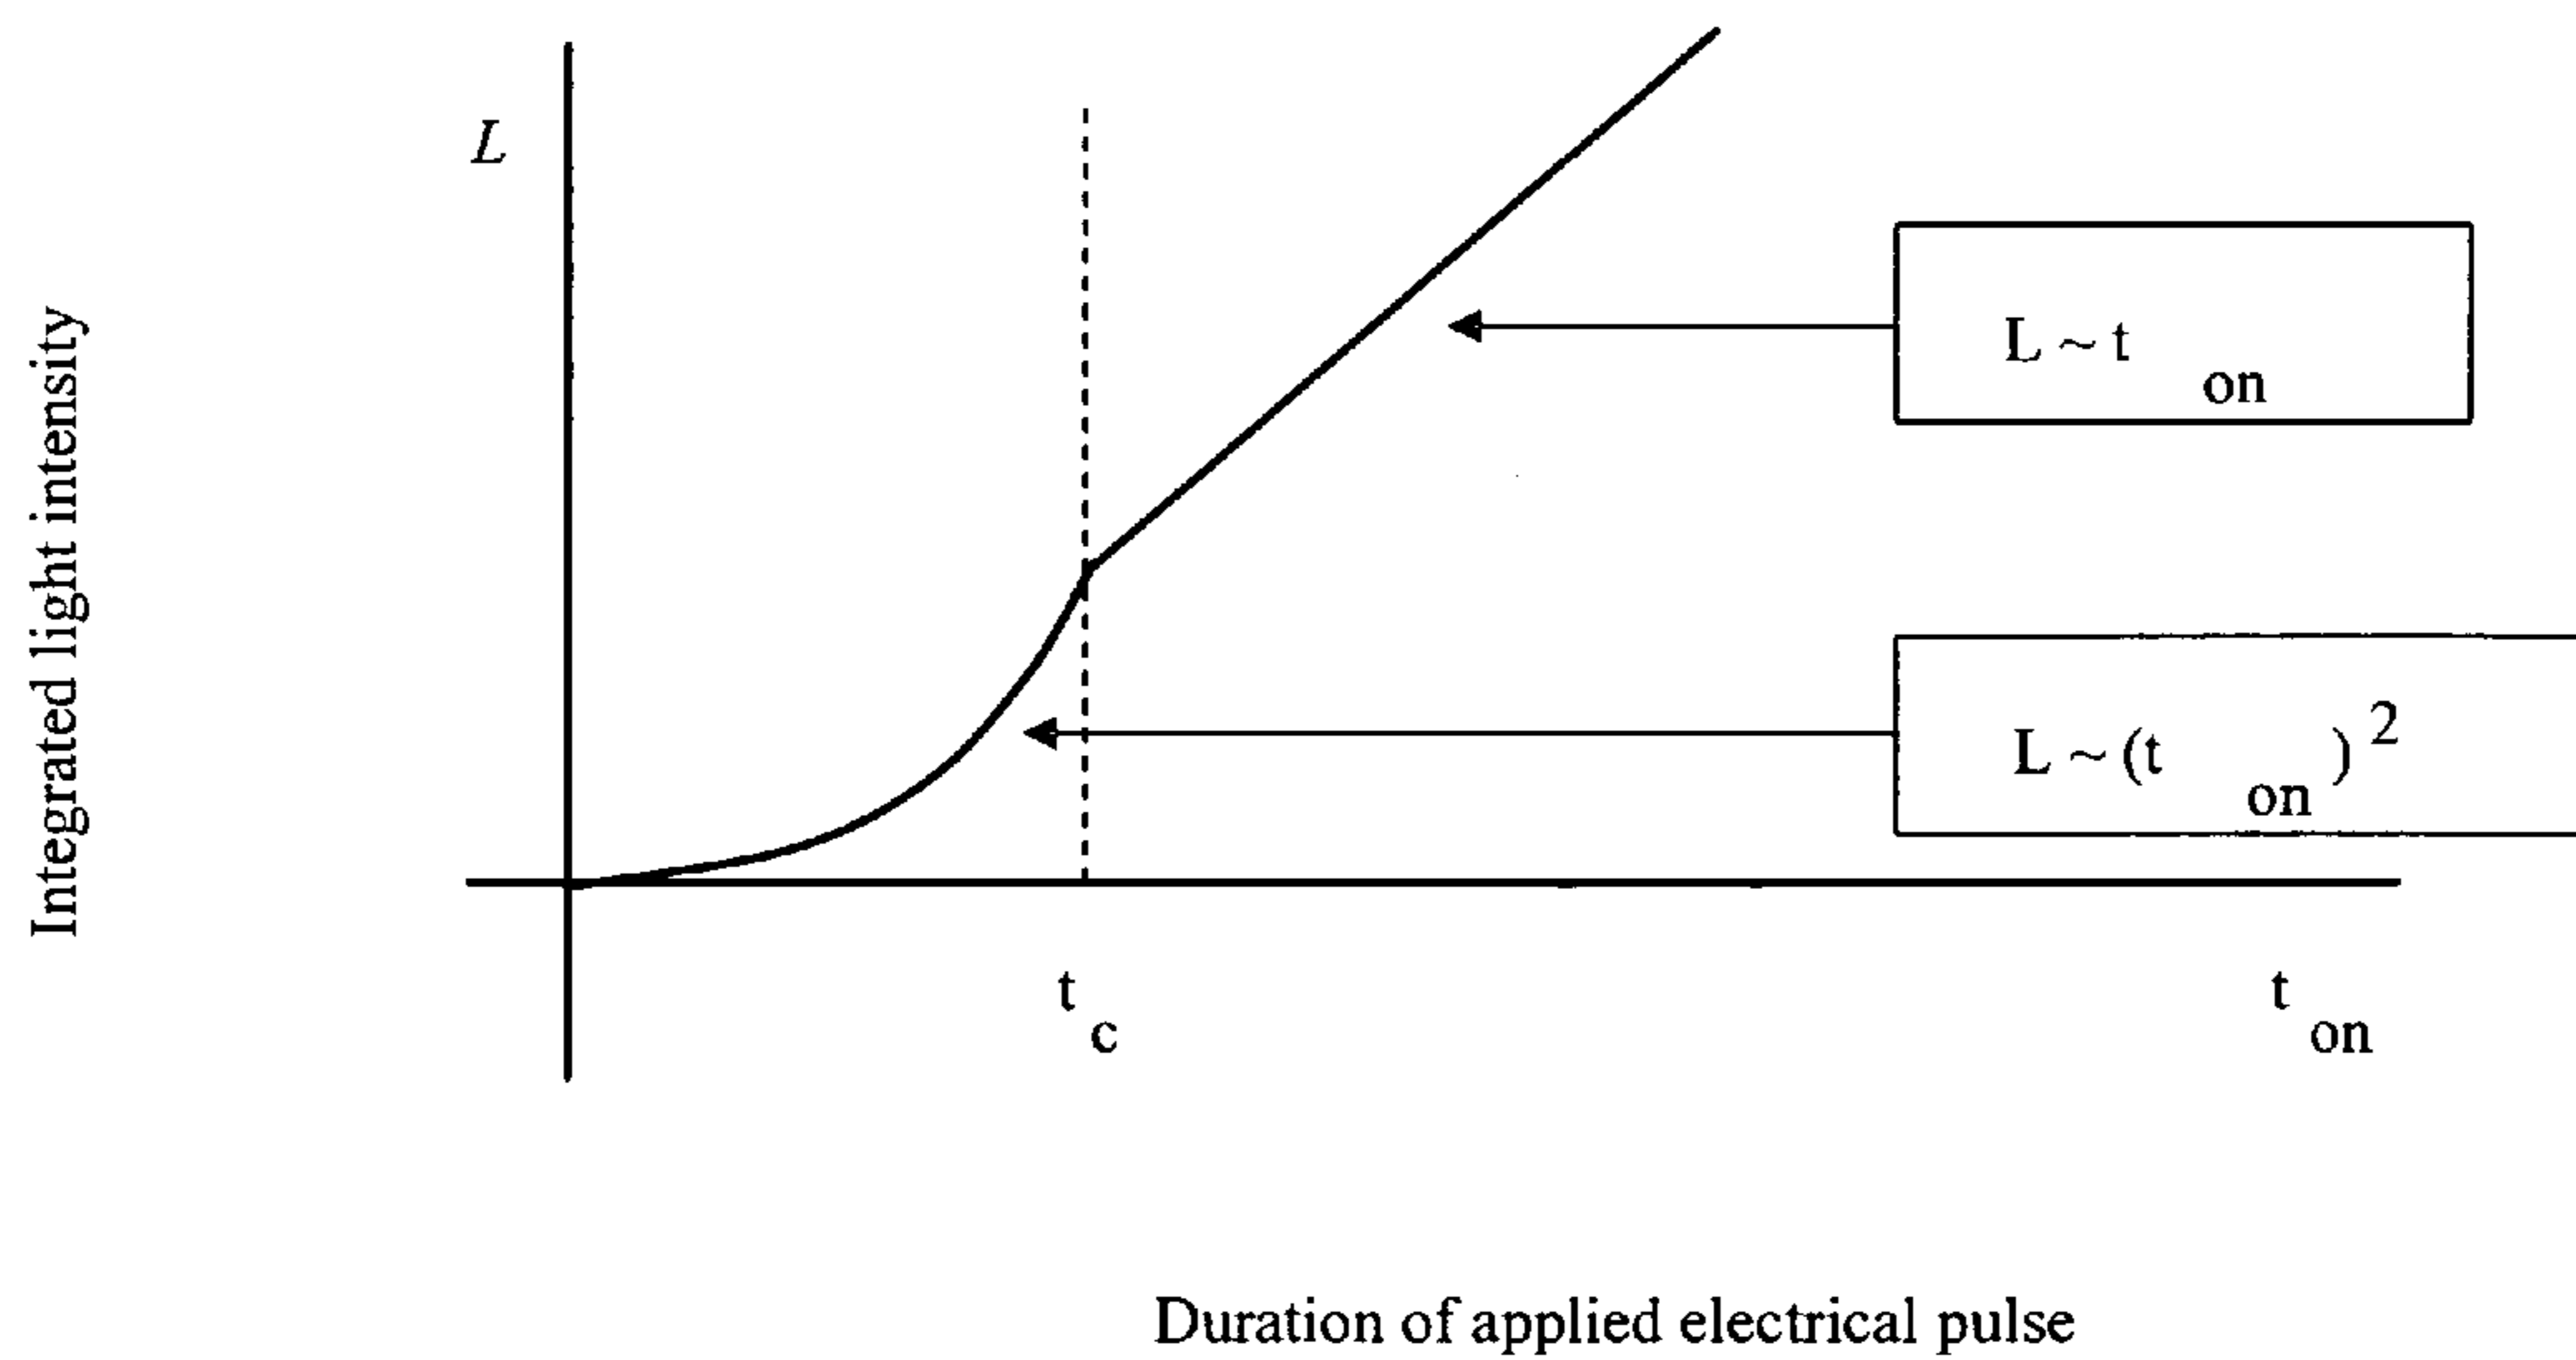 L
Integrated light intensity
L ~ t on
L ~ (t on) 2
t c
t on
Duration of applied electrical pulse